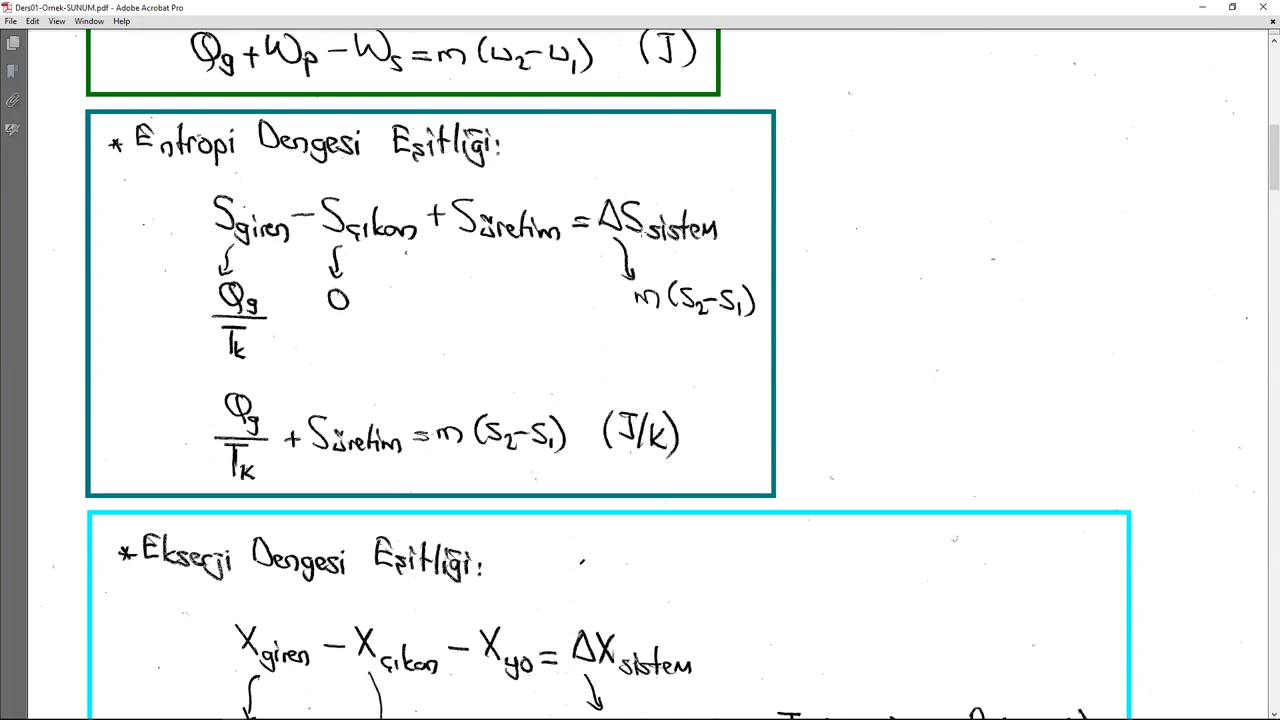 Ders01-Ornek-SUNUM.pdf - Adobe Acrobat Pro
File Edit View Window Help
Qg + Wp - Ws = m (u2 - u1) (J)
* Entropi Dengesi Eşitliği:
Sgiren - Sçıkan + Süretim = ΔSsistem
Qg/Tk 0 m (s2 - s1)
Qg/Tk + Süretim = m (s2 - s1) (J/K)
* Ekserji Dengesi Eşitliği:
Xgiren - Xçıkan - Xyo = ΔXsistem